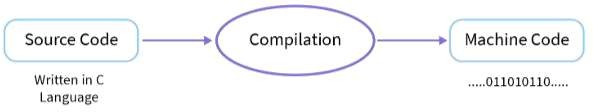 Source Code
Compilation
Machine Code
Written in C
Language
.....011010110.....